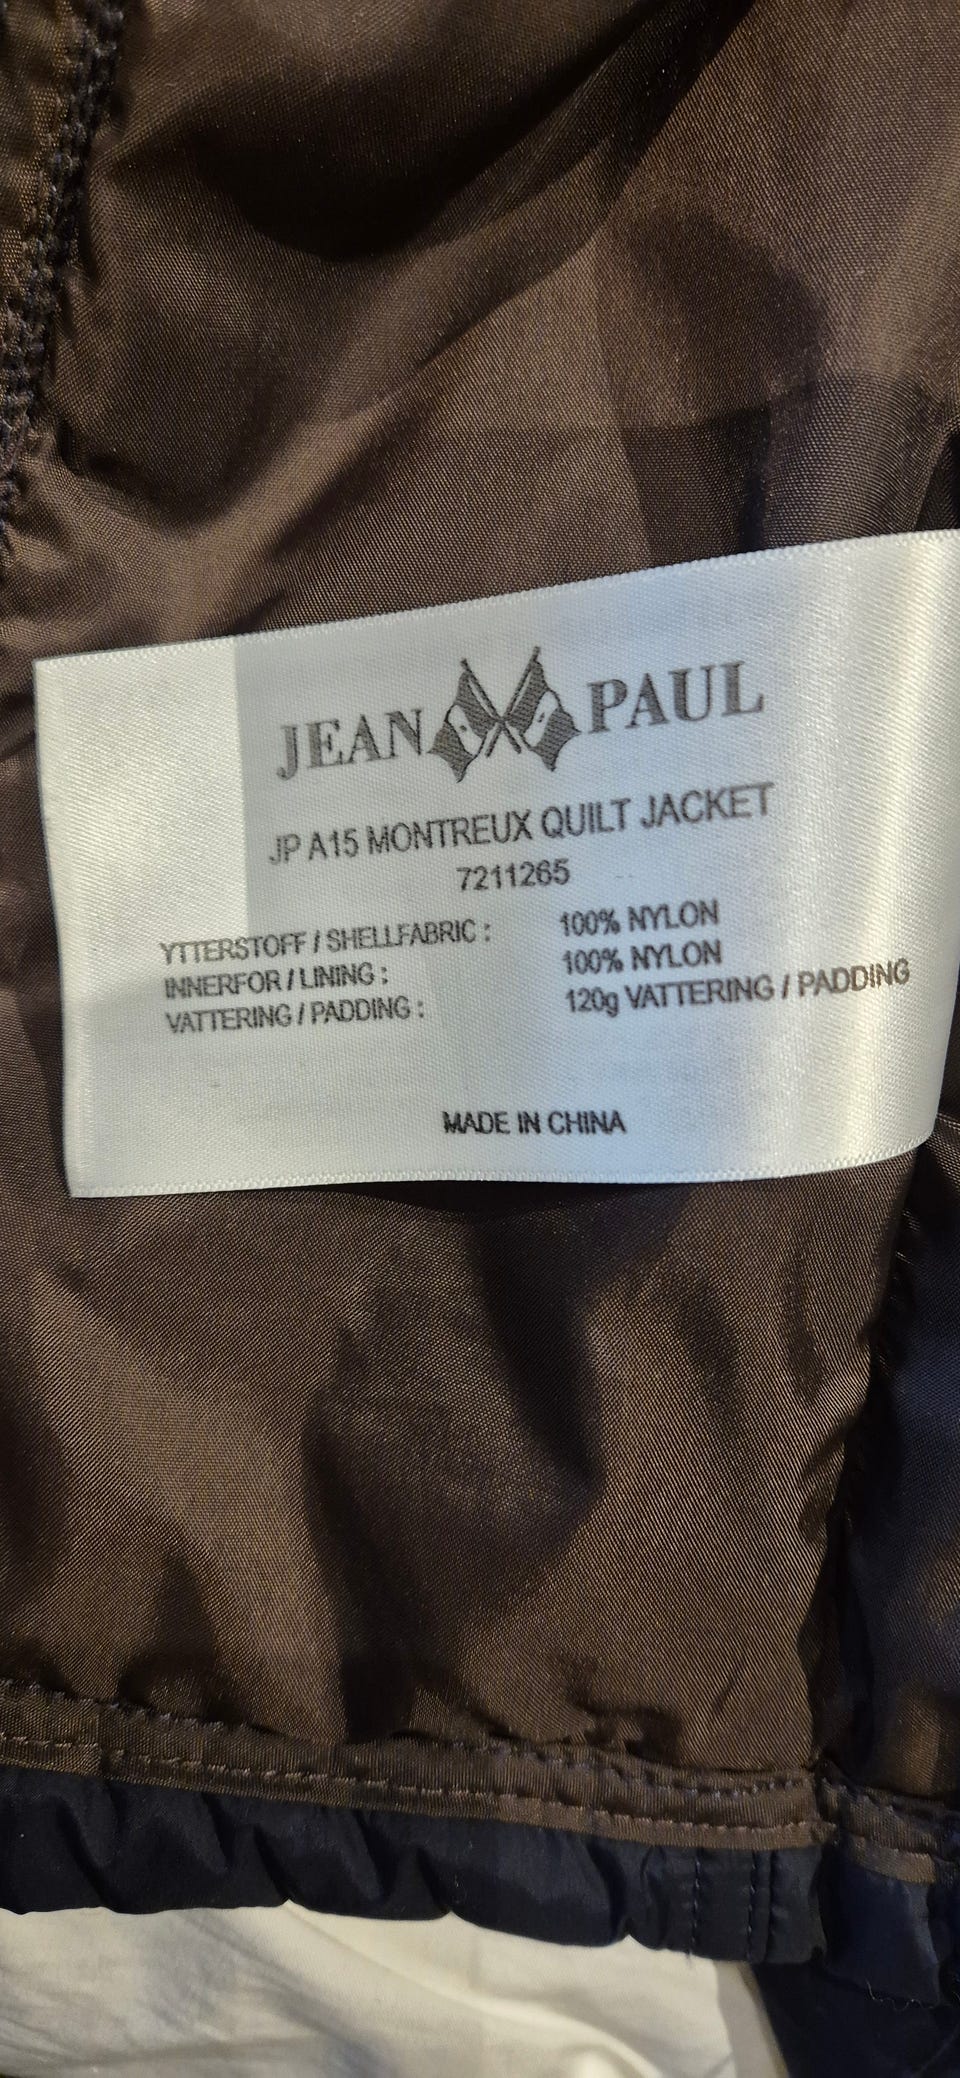 JEAN PAUL
JP A15 MONTREUX QUILT JACKET
7211265
YTTERSTOFF / SHELLFABRIC : 100% NYLON
INNERFOR / LINING : 100% NYLON
VATTERING / PADDING : 120g VATTERING / PADDING
MADE IN CHINA